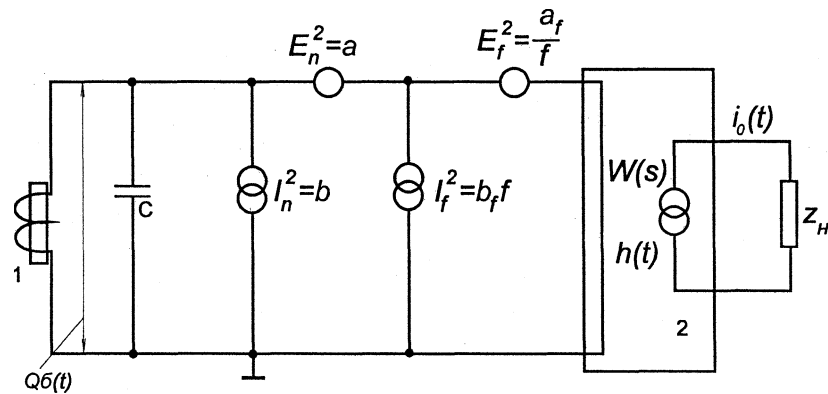 E_n^2=a
E_f^2=a_f/f
i_0(t)
W(s)
I_n^2=b
I_f^2=b_f f
C
z_н
h(t)
1
2
Qб(t)